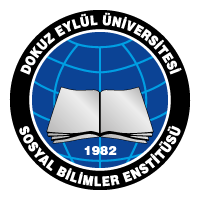 DOKUZ EYLÜL ÜNİVERSİTESİ
1982
SOSYAL BİLİMLER ENSTİTÜSÜ